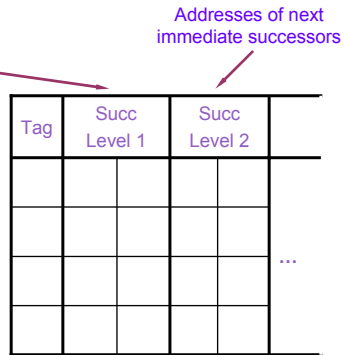 Addresses of next
immediate successors
Tag
Succ
Level 1
Succ
Level 2
...